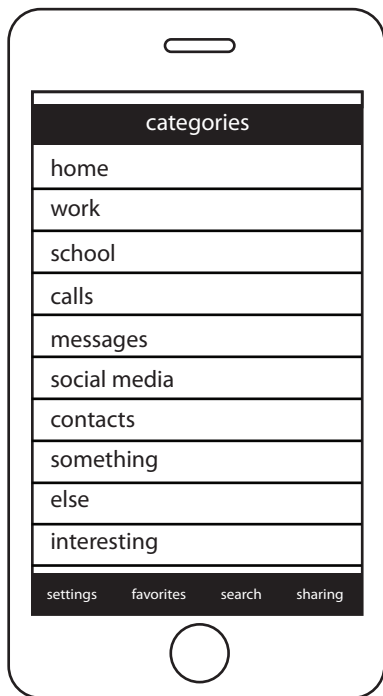 categories
home
work
school
calls
messages
social media
contacts
something
else
interesting
settings favorites search sharing